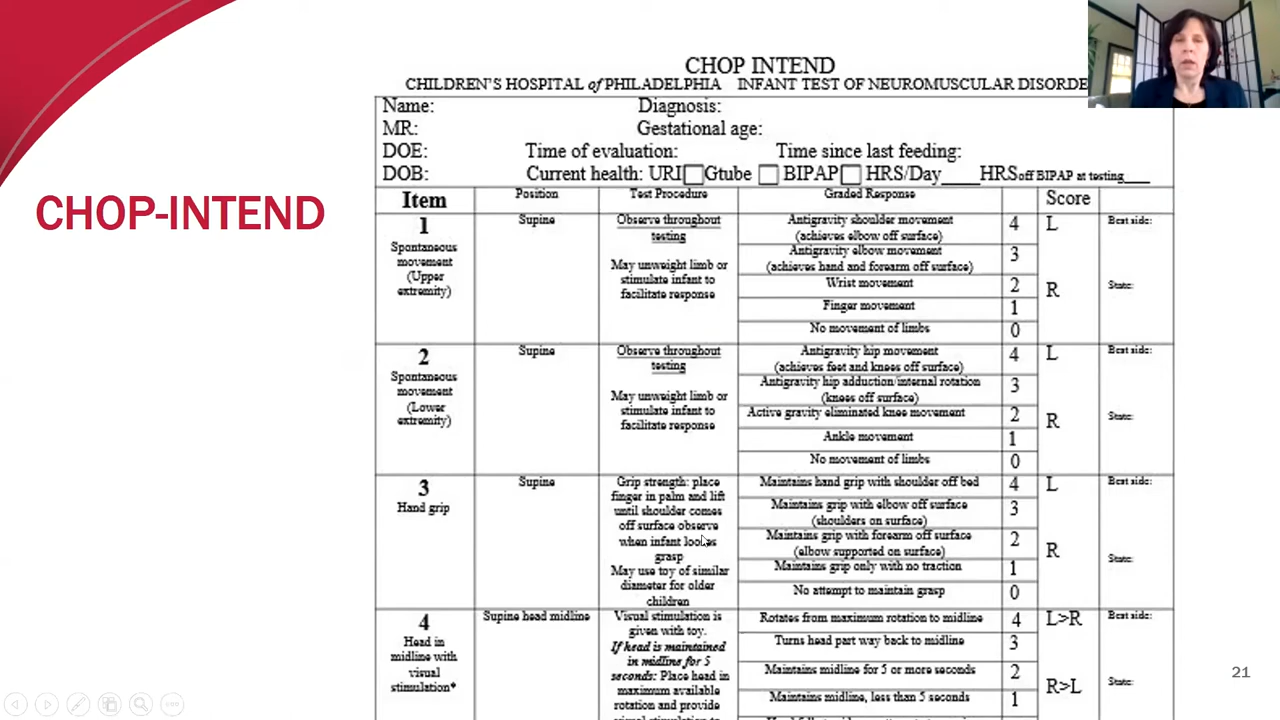 CHOP-INTEND
CHOP INTEND
CHILDREN'S HOSPITAL of PHILADELPHIA INFANT TEST OF NEUROMUSCULAR DISORDE
Name: Diagnosis:
MR: Gestational age:
DOE: Time of evaluation: Time since last feeding:
DOB: Current health: URI Gtube BIPAP HRS/Day____ HRS off BIPAP at testing____
Item Position Test Procedure Graded Response Score
1
Spontaneous
movement
(Upper
extremity)
Supine
Observe throughout
testing
May unweight limb or
stimulate infant to
facilitate response
Antigravity shoulder movement
(achieves elbow off surface)
4
Antigravity elbow movement
(achieves hand and forearm off surface)
3
Wrist movement 2
Finger movement 1
No movement of limbs 0
L
R
Best side:
State:
2
Spontaneous
movement
(Lower
extremity)
Supine
Observe throughout
testing
May unweight limb or
stimulate infant to
facilitate response
Antigravity hip movement
(achieves feet and knees off surface)
4
Antigravity hip adduction/internal rotation
(knees off surface)
3
Active gravity eliminated knee movement 2
Ankle movement 1
No movement of limbs 0
L
R
Best side:
State:
3
Hand grip
Supine
Grip strength: place
finger in palm and lift
until shoulder comes
off surface observe
when infant looses
grasp
May use toy of similar
diameter for older
children
Maintains hand grip with shoulder off bed 4
Maintains grip with elbow off surface
(shoulders on surface)
3
Maintains grip with forearm off surface
(elbow supported on surface)
2
Maintains grip only with no traction 1
No attempt to maintain grasp 0
L
R
Best side:
State:
4
Head in
midline with
visual
stimulation*
Supine head midline
Visual stimulation is
given with toy.
If head is maintained
in midline for 5
seconds: Place head in
maximum available
rotation and provide
Rotates from maximum rotation to midline 4
Turns head part way back to midline 3
Maintains midline for 5 or more seconds 2
Maintains midline, less than 5 seconds 1
L>R
R>L
Best side:
State:
21